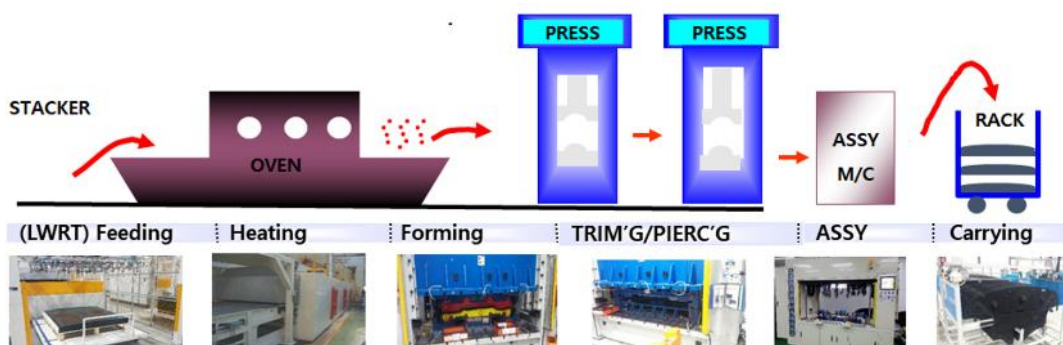 PRESS
PRESS
STACKER
OVEN
ASSY
M/C
RACK
(LWRT) Feeding
Heating
Forming
TRIM'G/PIERC'G
ASSY
Carrying